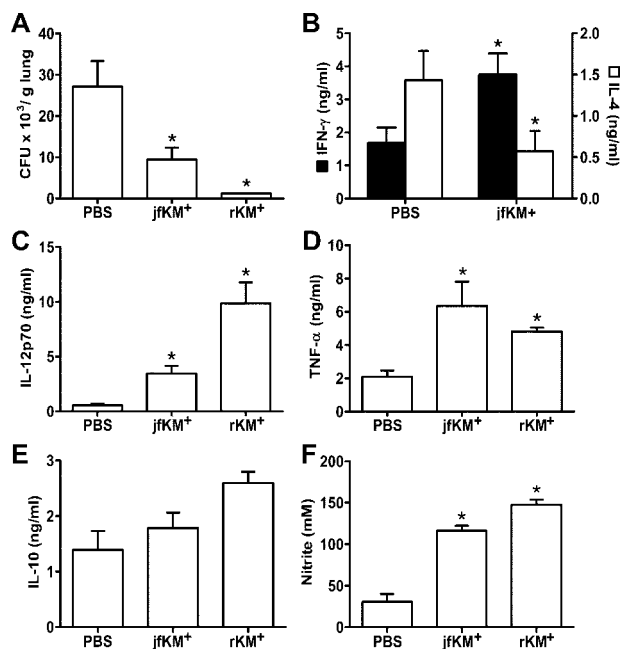 A
CFU x 10³/ g lung
40
30
20
10
0
*
*
PBS jfKM⁺ rKM⁺
B
■ IFN-γ (ng/ml)
5
4
3
2
1
0
*
*
2.0
1.5
1.0
0.5
0.0
□ IL-4 (ng/ml)
PBS jfKM+
C
IL-12p70 (ng/ml)
15
10
5
0
*
*
PBS jfKM⁺ rKM⁺
D
TNF-α (ng/ml)
10
8
6
4
2
0
*
*
PBS jfKM⁺ rKM⁺
E
IL-10 (ng/ml)
3
2
1
0
PBS jfKM⁺ rKM⁺
F
Nitrite (mM)
200
150
100
50
0
*
*
PBS jfKM⁺ rKM⁺